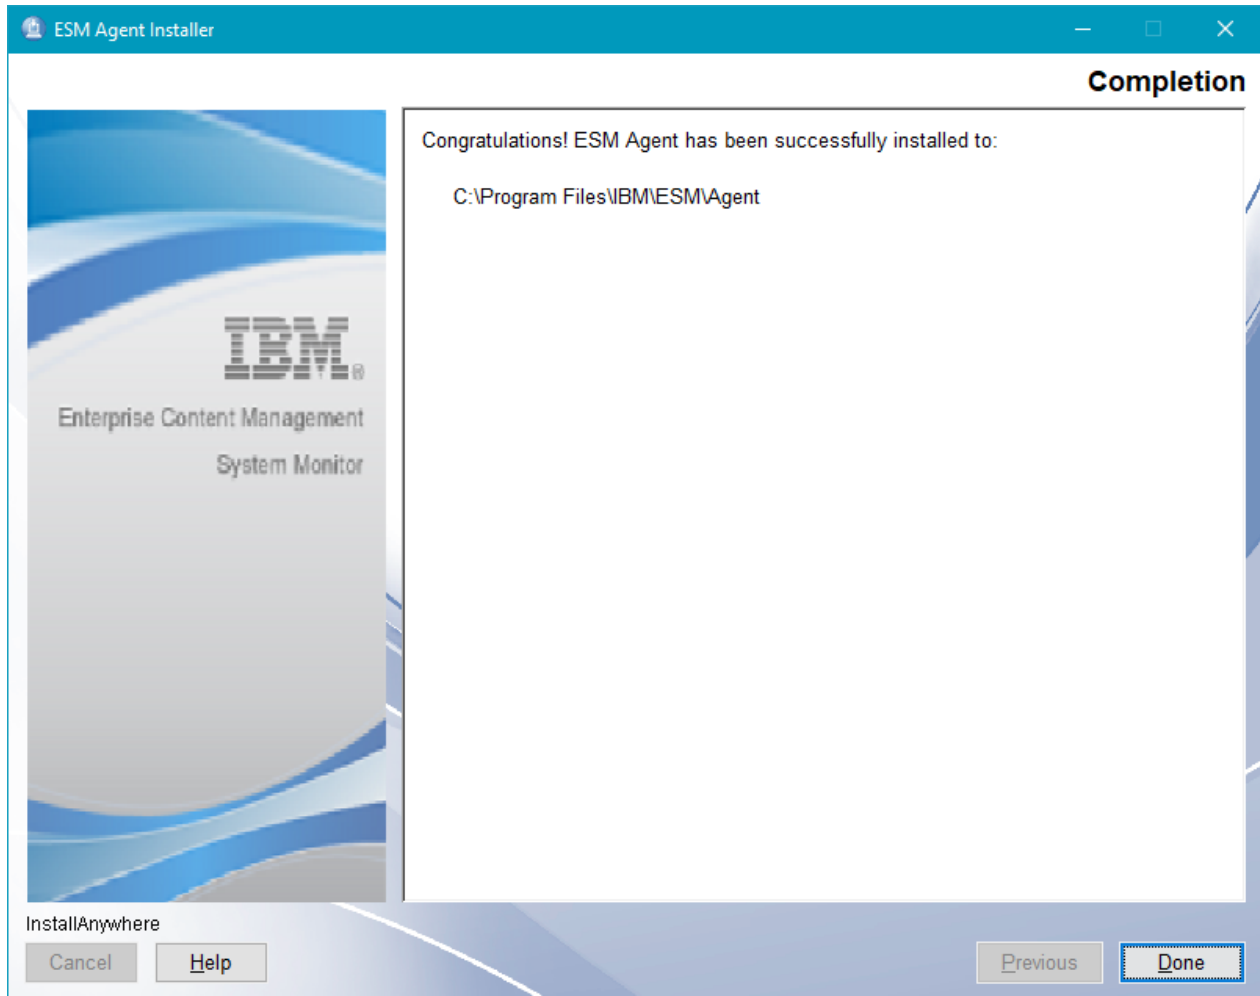 ESM Agent Installer
Completion
Congratulations! ESM Agent has been successfully installed to:
C:\Program Files\IBM\ESM\Agent
IBM®
Enterprise Content Management
System Monitor
InstallAnywhere
Cancel
Help
Previous
Done